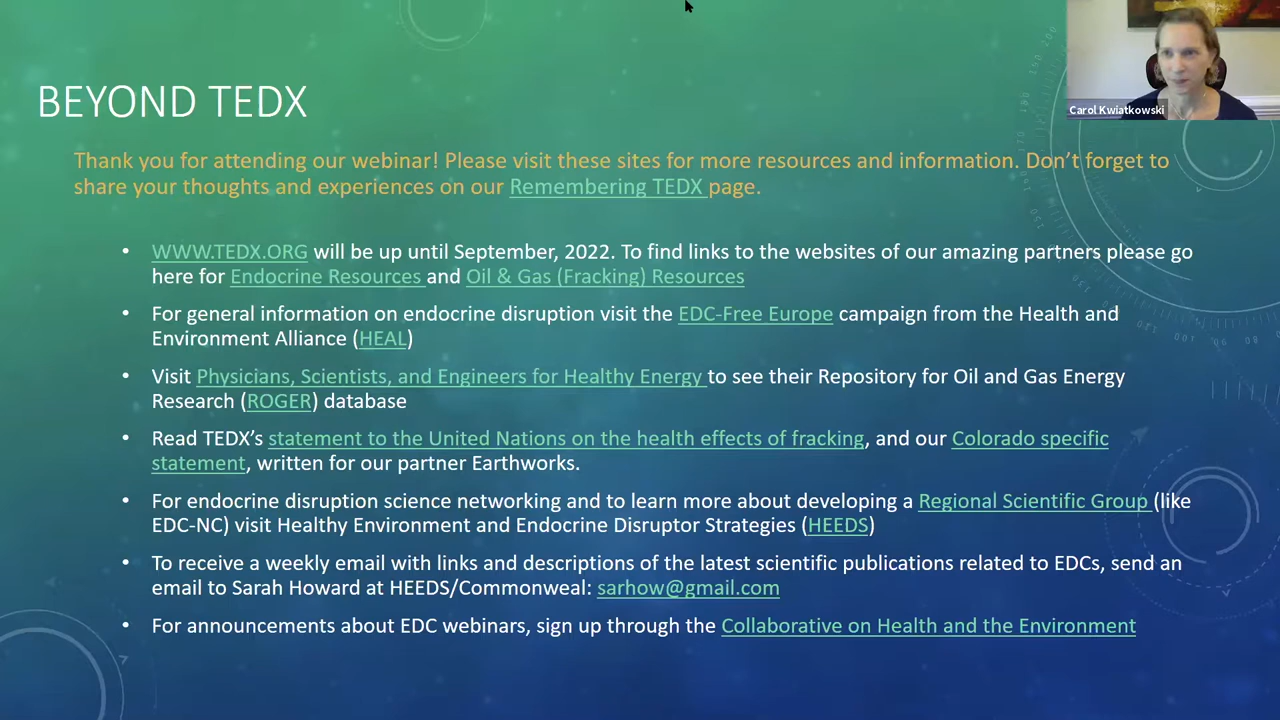 Carol Kwiatkowski
BEYOND TEDX
Thank you for attending our webinar! Please visit these sites for more resources and information. Don’t forget to
share your thoughts and experiences on our Remembering TEDX page.
• WWW.TEDX.ORG will be up until September, 2022. To find links to the websites of our amazing partners please go
here for Endocrine Resources and Oil & Gas (Fracking) Resources
• For general information on endocrine disruption visit the EDC-Free Europe campaign from the Health and
Environment Alliance (HEAL)
• Visit Physicians, Scientists, and Engineers for Healthy Energy to see their Repository for Oil and Gas Energy
Research (ROGER) database
• Read TEDX’s statement to the United Nations on the health effects of fracking, and our Colorado specific
statement, written for our partner Earthworks.
• For endocrine disruption science networking and to learn more about developing a Regional Scientific Group (like
EDC-NC) visit Healthy Environment and Endocrine Disruptor Strategies (HEEDS)
• To receive a weekly email with links and descriptions of the latest scientific publications related to EDCs, send an
email to Sarah Howard at HEEDS/Commonweal: sarhow@gmail.com
• For announcements about EDC webinars, sign up through the Collaborative on Health and the Environment